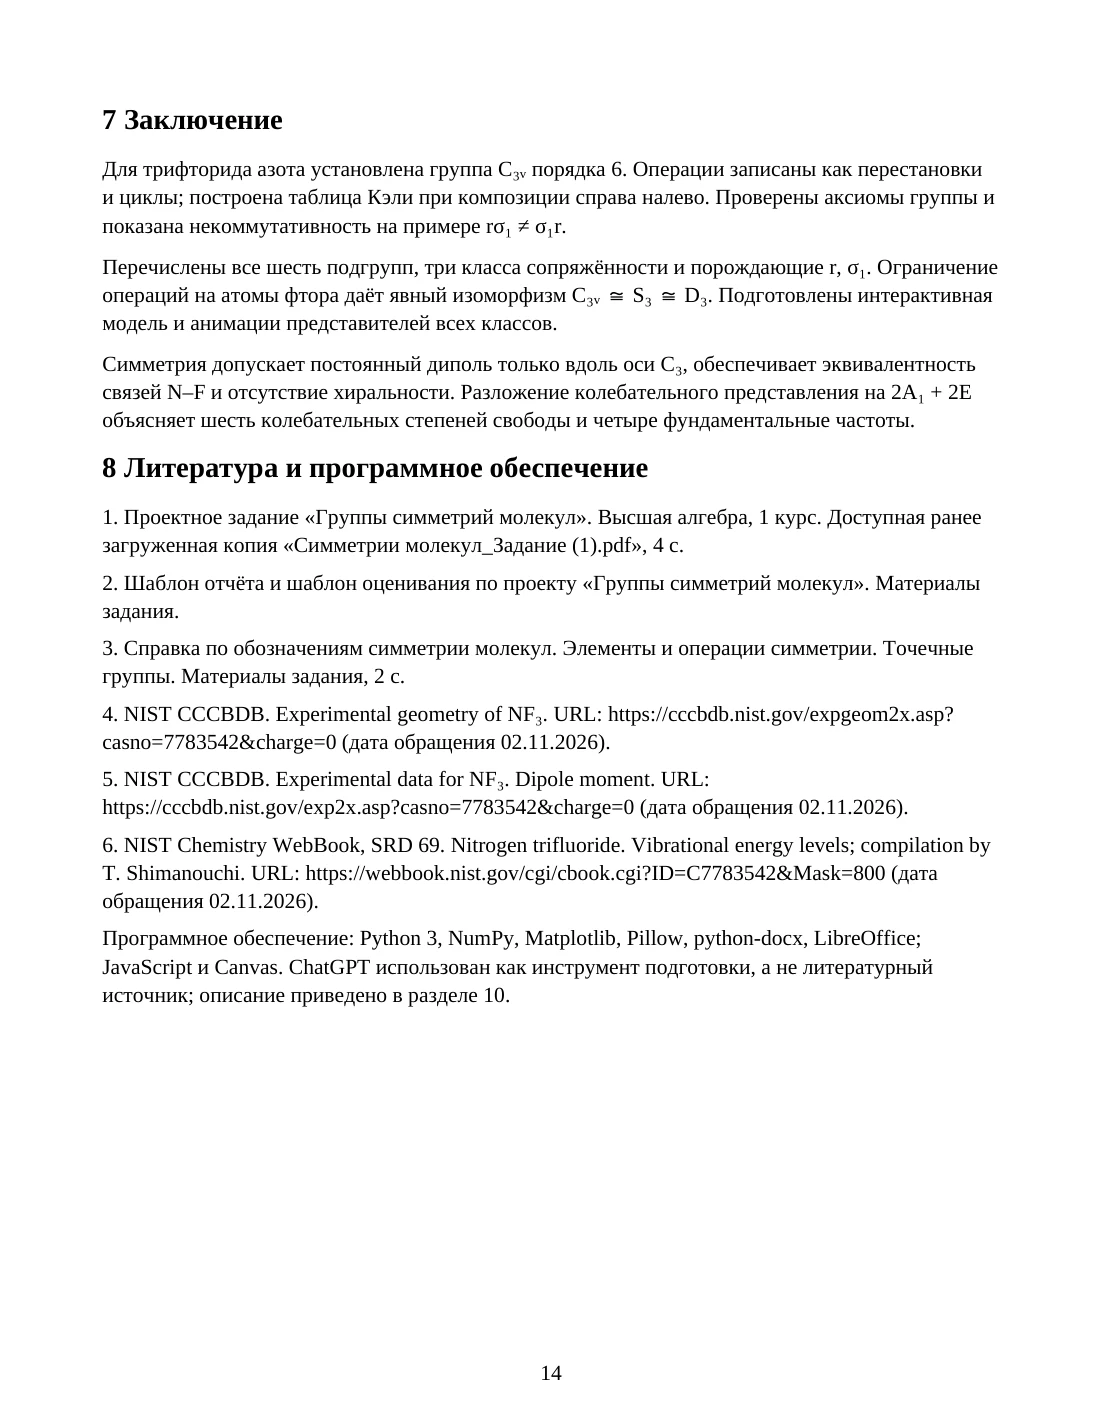 7 Заключение
Для трифторида азота установлена группа C₃ᵥ порядка 6. Операции записаны как перестановки
и циклы; построена таблица Кэли при композиции справа налево. Проверены аксиомы группы и
показана некоммутативность на примере rσ₁ ≠ σ₁r.
Перечислены все шесть подгрупп, три класса сопряжённости и порождающие r, σ₁. Ограничение
операций на атомы фтора даёт явный изоморфизм C₃ᵥ ≅ S₃ ≅ D₃. Подготовлены интерактивная
модель и анимации представителей всех классов.
Симметрия допускает постоянный диполь только вдоль оси C₃, обеспечивает эквивалентность
связей N–F и отсутствие хиральности. Разложение колебательного представления на 2A₁ + 2E
объясняет шесть колебательных степеней свободы и четыре фундаментальные частоты.
8 Литература и программное обеспечение
1. Проектное задание «Группы симметрий молекул». Высшая алгебра, 1 курс. Доступная ранее
загруженная копия «Симметрии молекул_Задание (1).pdf», 4 с.
2. Шаблон отчёта и шаблон оценивания по проекту «Группы симметрий молекул». Материалы
задания.
3. Справка по обозначениям симметрии молекул. Элементы и операции симметрии. Точечные
группы. Материалы задания, 2 с.
4. NIST CCCBDB. Experimental geometry of NF₃. URL: https://cccbdb.nist.gov/expgeom2x.asp?
casno=7783542&charge=0 (дата обращения 02.11.2026).
5. NIST CCCBDB. Experimental data for NF₃. Dipole moment. URL:
https://cccbdb.nist.gov/exp2x.asp?casno=7783542&charge=0 (дата обращения 02.11.2026).
6. NIST Chemistry WebBook, SRD 69. Nitrogen trifluoride. Vibrational energy levels; compilation by
T. Shimanouchi. URL: https://webbook.nist.gov/cgi/cbook.cgi?ID=C7783542&Mask=800 (дата
обращения 02.11.2026).
Программное обеспечение: Python 3, NumPy, Matplotlib, Pillow, python-docx, LibreOffice;
JavaScript и Canvas. ChatGPT использован как инструмент подготовки, а не литературный
источник; описание приведено в разделе 10.
14